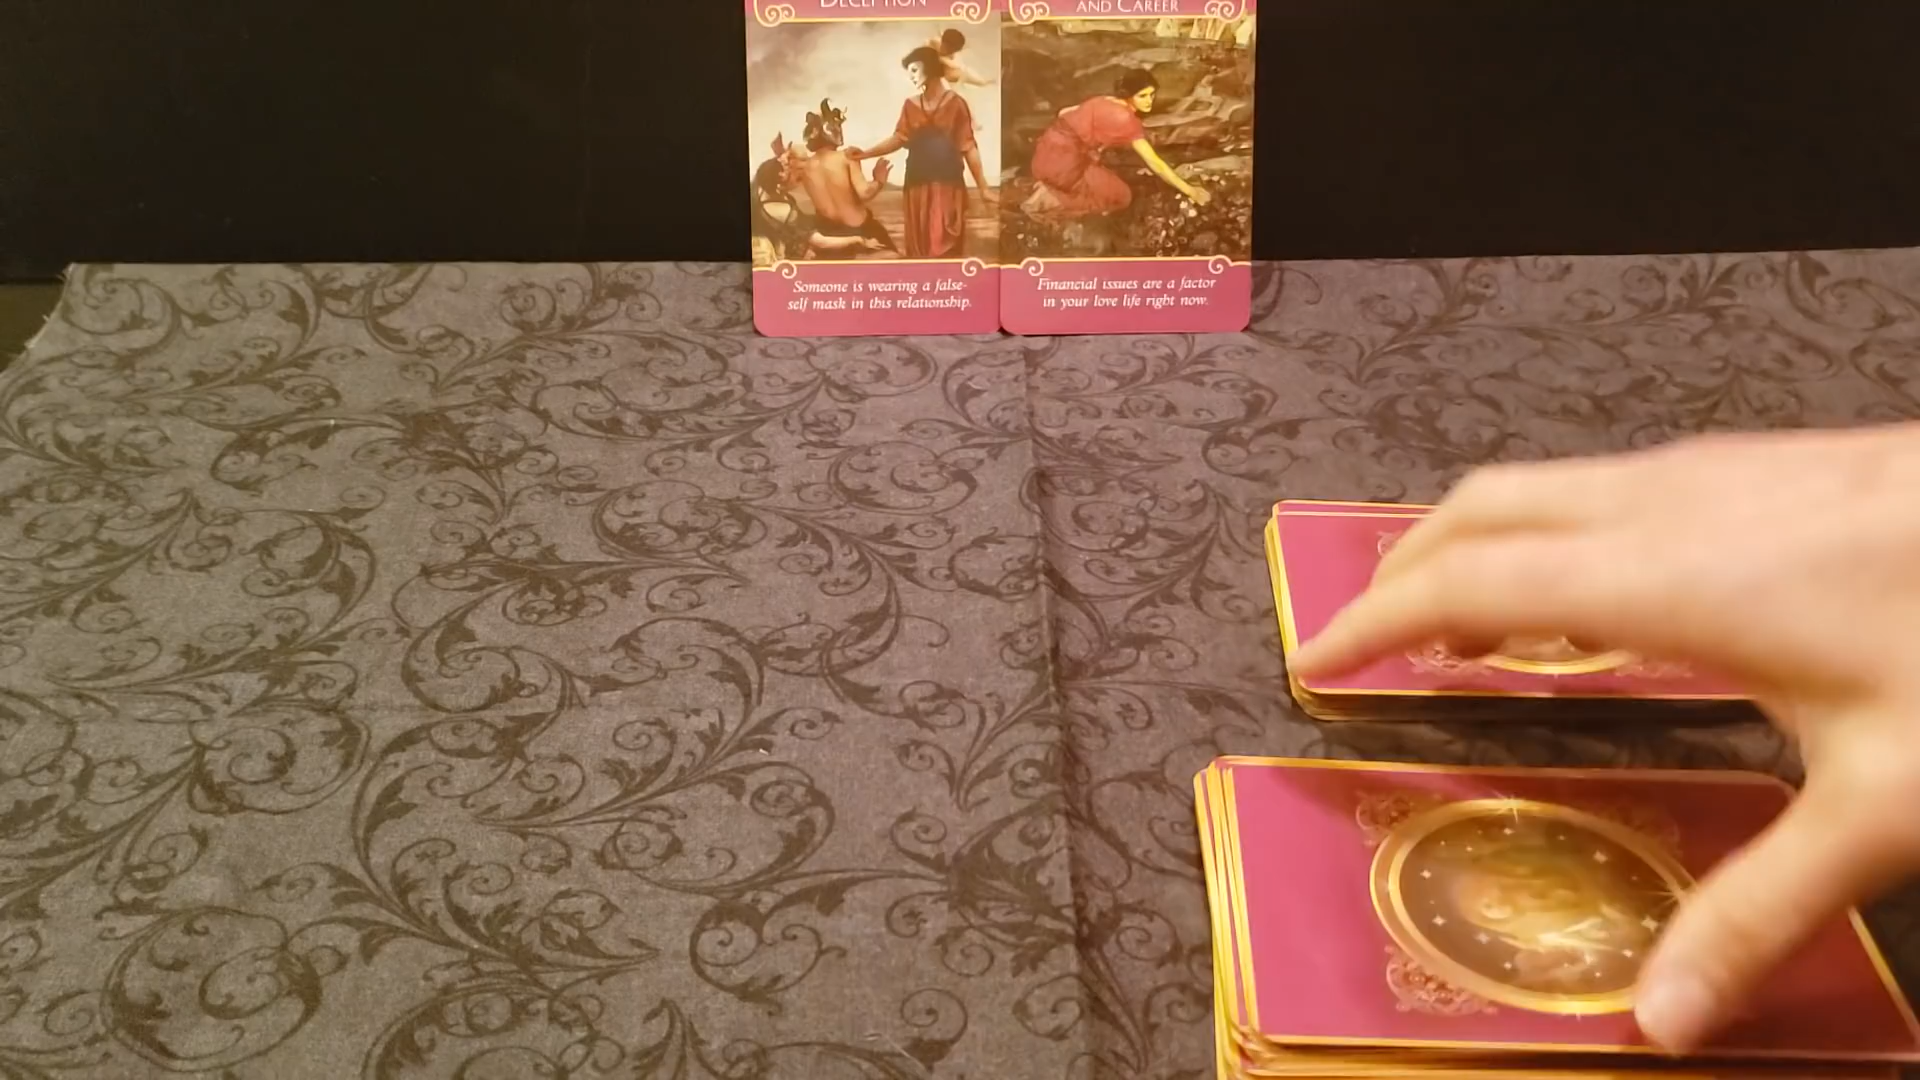 DECEPTION
AND CAREER
Someone is wearing a false-
self mask in this relationship.
Financial issues are a factor
in your love life right now.